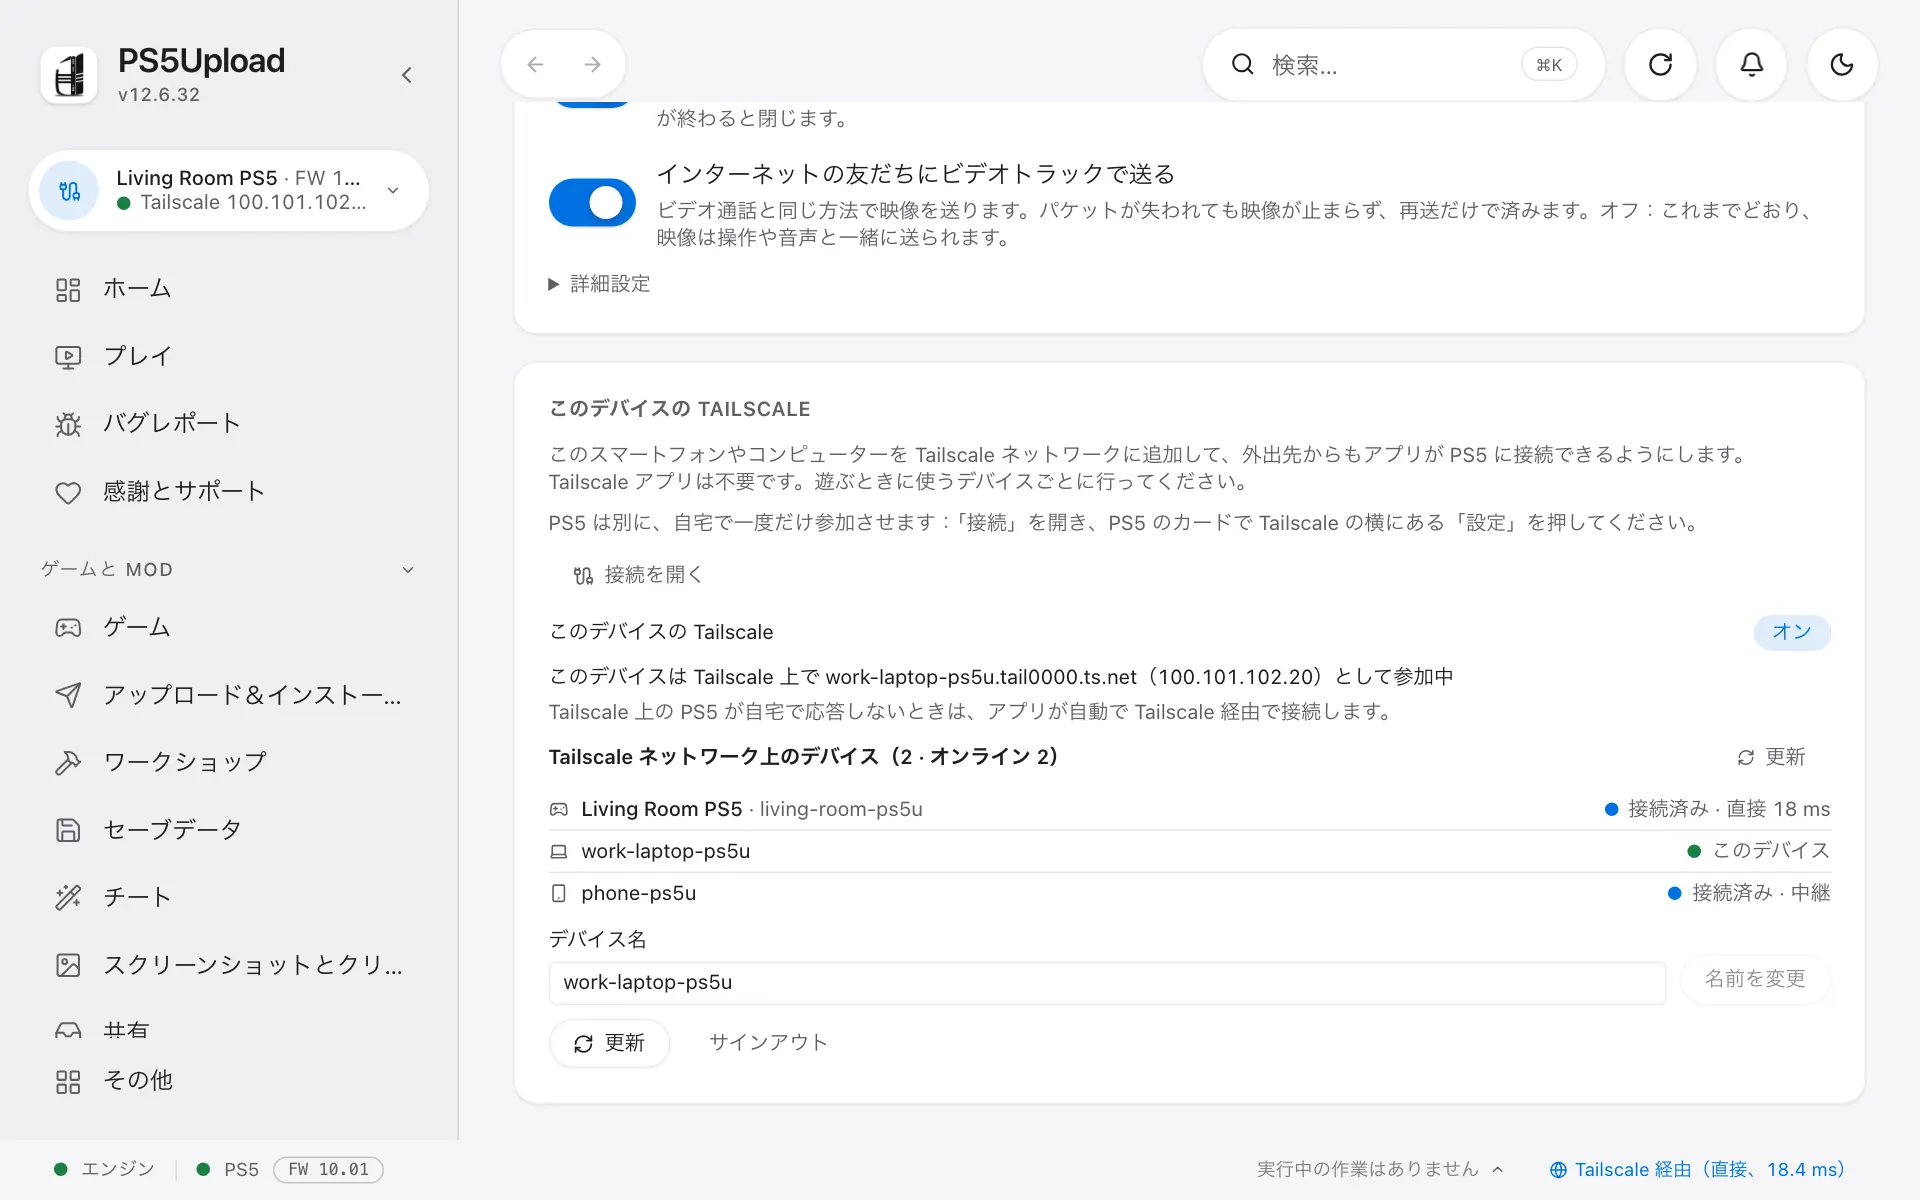 PS5Upload
v12.6.32
Living Room PS5 · FW 1...
Tailscale 100.101.102...
ホーム
プレイ
バグレポート
感謝とサポート
ゲームと MOD
ゲーム
アップロード＆インストー...
ワークショップ
セーブデータ
チート
スクリーンショットとクリ...
共有
その他
検索...
⌘K
が終わると閉じます。
インターネットの友だちにビデオトラックで送る
ビデオ通話と同じ方法で映像を送ります。パケットが失われても映像が止まらず、再送だけで済みます。オフ：これまでどおり、
映像は操作や音声と一緒に送られます。
詳細設定
このデバイスの TAILSCALE
このスマートフォンやコンピューターを Tailscale ネットワークに追加して、外出先からもアプリが PS5 に接続できるようにします。
Tailscale アプリは不要です。遊ぶときに使うデバイスごとに行ってください。
PS5 は別に、自宅で一度だけ参加させます：「接続」を開き、PS5 のカードで Tailscale の横にある「設定」を押してください。
接続を開く
このデバイスの Tailscale
オン
このデバイスは Tailscale 上で work-laptop-ps5u.tail0000.ts.net（100.101.102.20）として参加中
Tailscale 上の PS5 が自宅で応答しないときは、アプリが自動で Tailscale 経由で接続します。
Tailscale ネットワーク上のデバイス（2 · オンライン 2）
更新
Living Room PS5 · living-room-ps5u
接続済み · 直接 18 ms
work-laptop-ps5u
このデバイス
phone-ps5u
接続済み · 中継
デバイス名
work-laptop-ps5u
名前を変更
更新
サインアウト
エンジン
PS5
FW 10.01
実行中の作業はありません
Tailscale 経由（直接、18.4 ms）